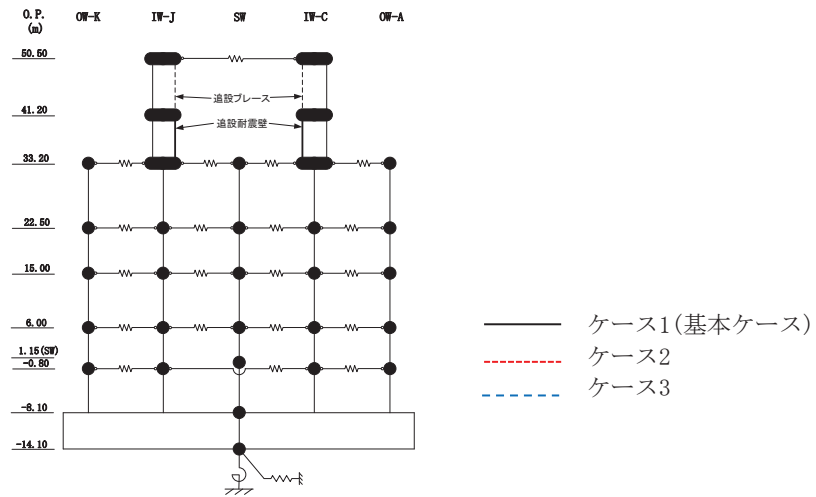 O.P.
(m)
OW-K IW-J SW IW-C OW-A
50.50
追設ブレース
41.20
追設耐震壁
33.20
22.50
15.00
6.00
1.15(SW)
-0.80
-8.10
-14.10
ケース1(基本ケース)
ケース2
ケース3